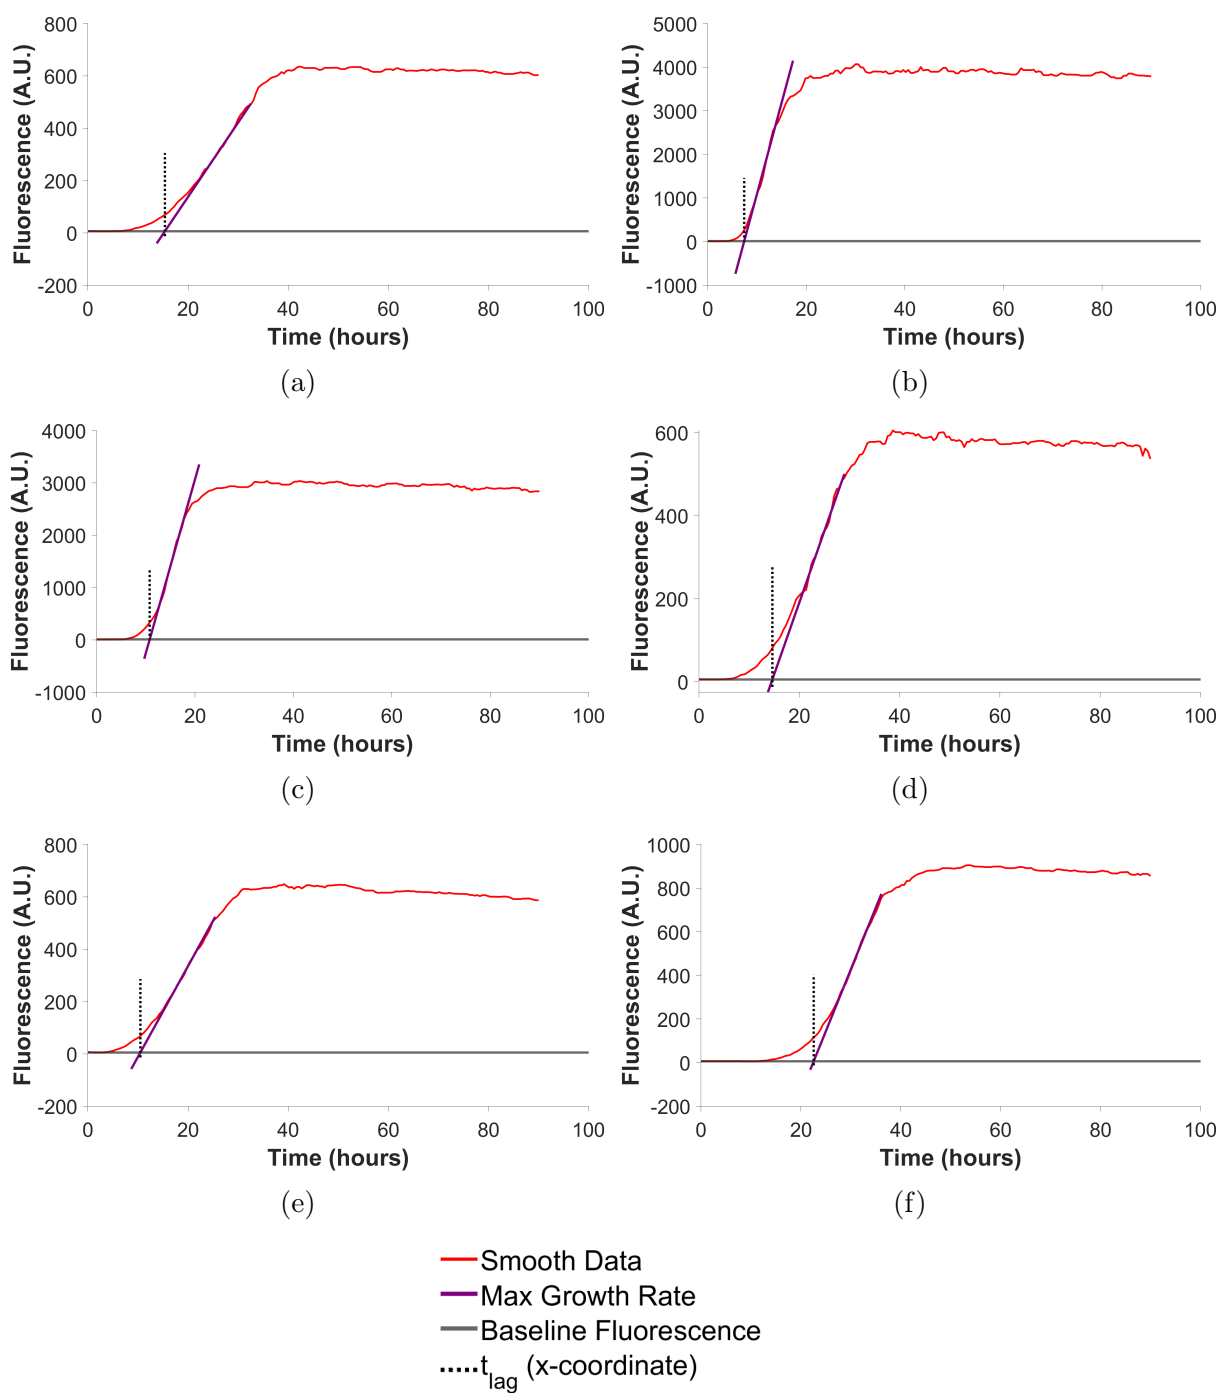 Fluorescence (A.U.)
800
600
400
200
0
-200
0 20 40 60 80 100
Time (hours)
(a)
Fluorescence (A.U.)
5000
4000
3000
2000
1000
0
-1000
0 20 40 60 80 100
Time (hours)
(b)
Fluorescence (A.U.)
4000
3000
2000
1000
0
-1000
0 20 40 60 80 100
Time (hours)
(c)
Fluorescence (A.U.)
600
400
200
0
0 20 40 60 80 100
Time (hours)
(d)
Fluorescence (A.U.)
800
600
400
200
0
-200
0 20 40 60 80 100
Time (hours)
(e)
Fluorescence (A.U.)
1000
800
600
400
200
0
-200
0 20 40 60 80 100
Time (hours)
(f)
Smooth Data
Max Growth Rate
Baseline Fluorescence
tlag (x-coordinate)